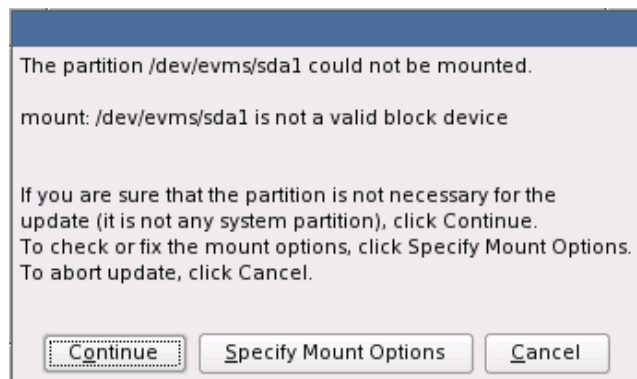 The partition /dev/evms/sda1 could not be mounted.
mount: /dev/evms/sda1 is not a valid block device
If you are sure that the partition is not necessary for the
update (it is not any system partition), click Continue.
To check or fix the mount options, click Specify Mount Options.
To abort update, click Cancel.
Continue Specify Mount Options Cancel